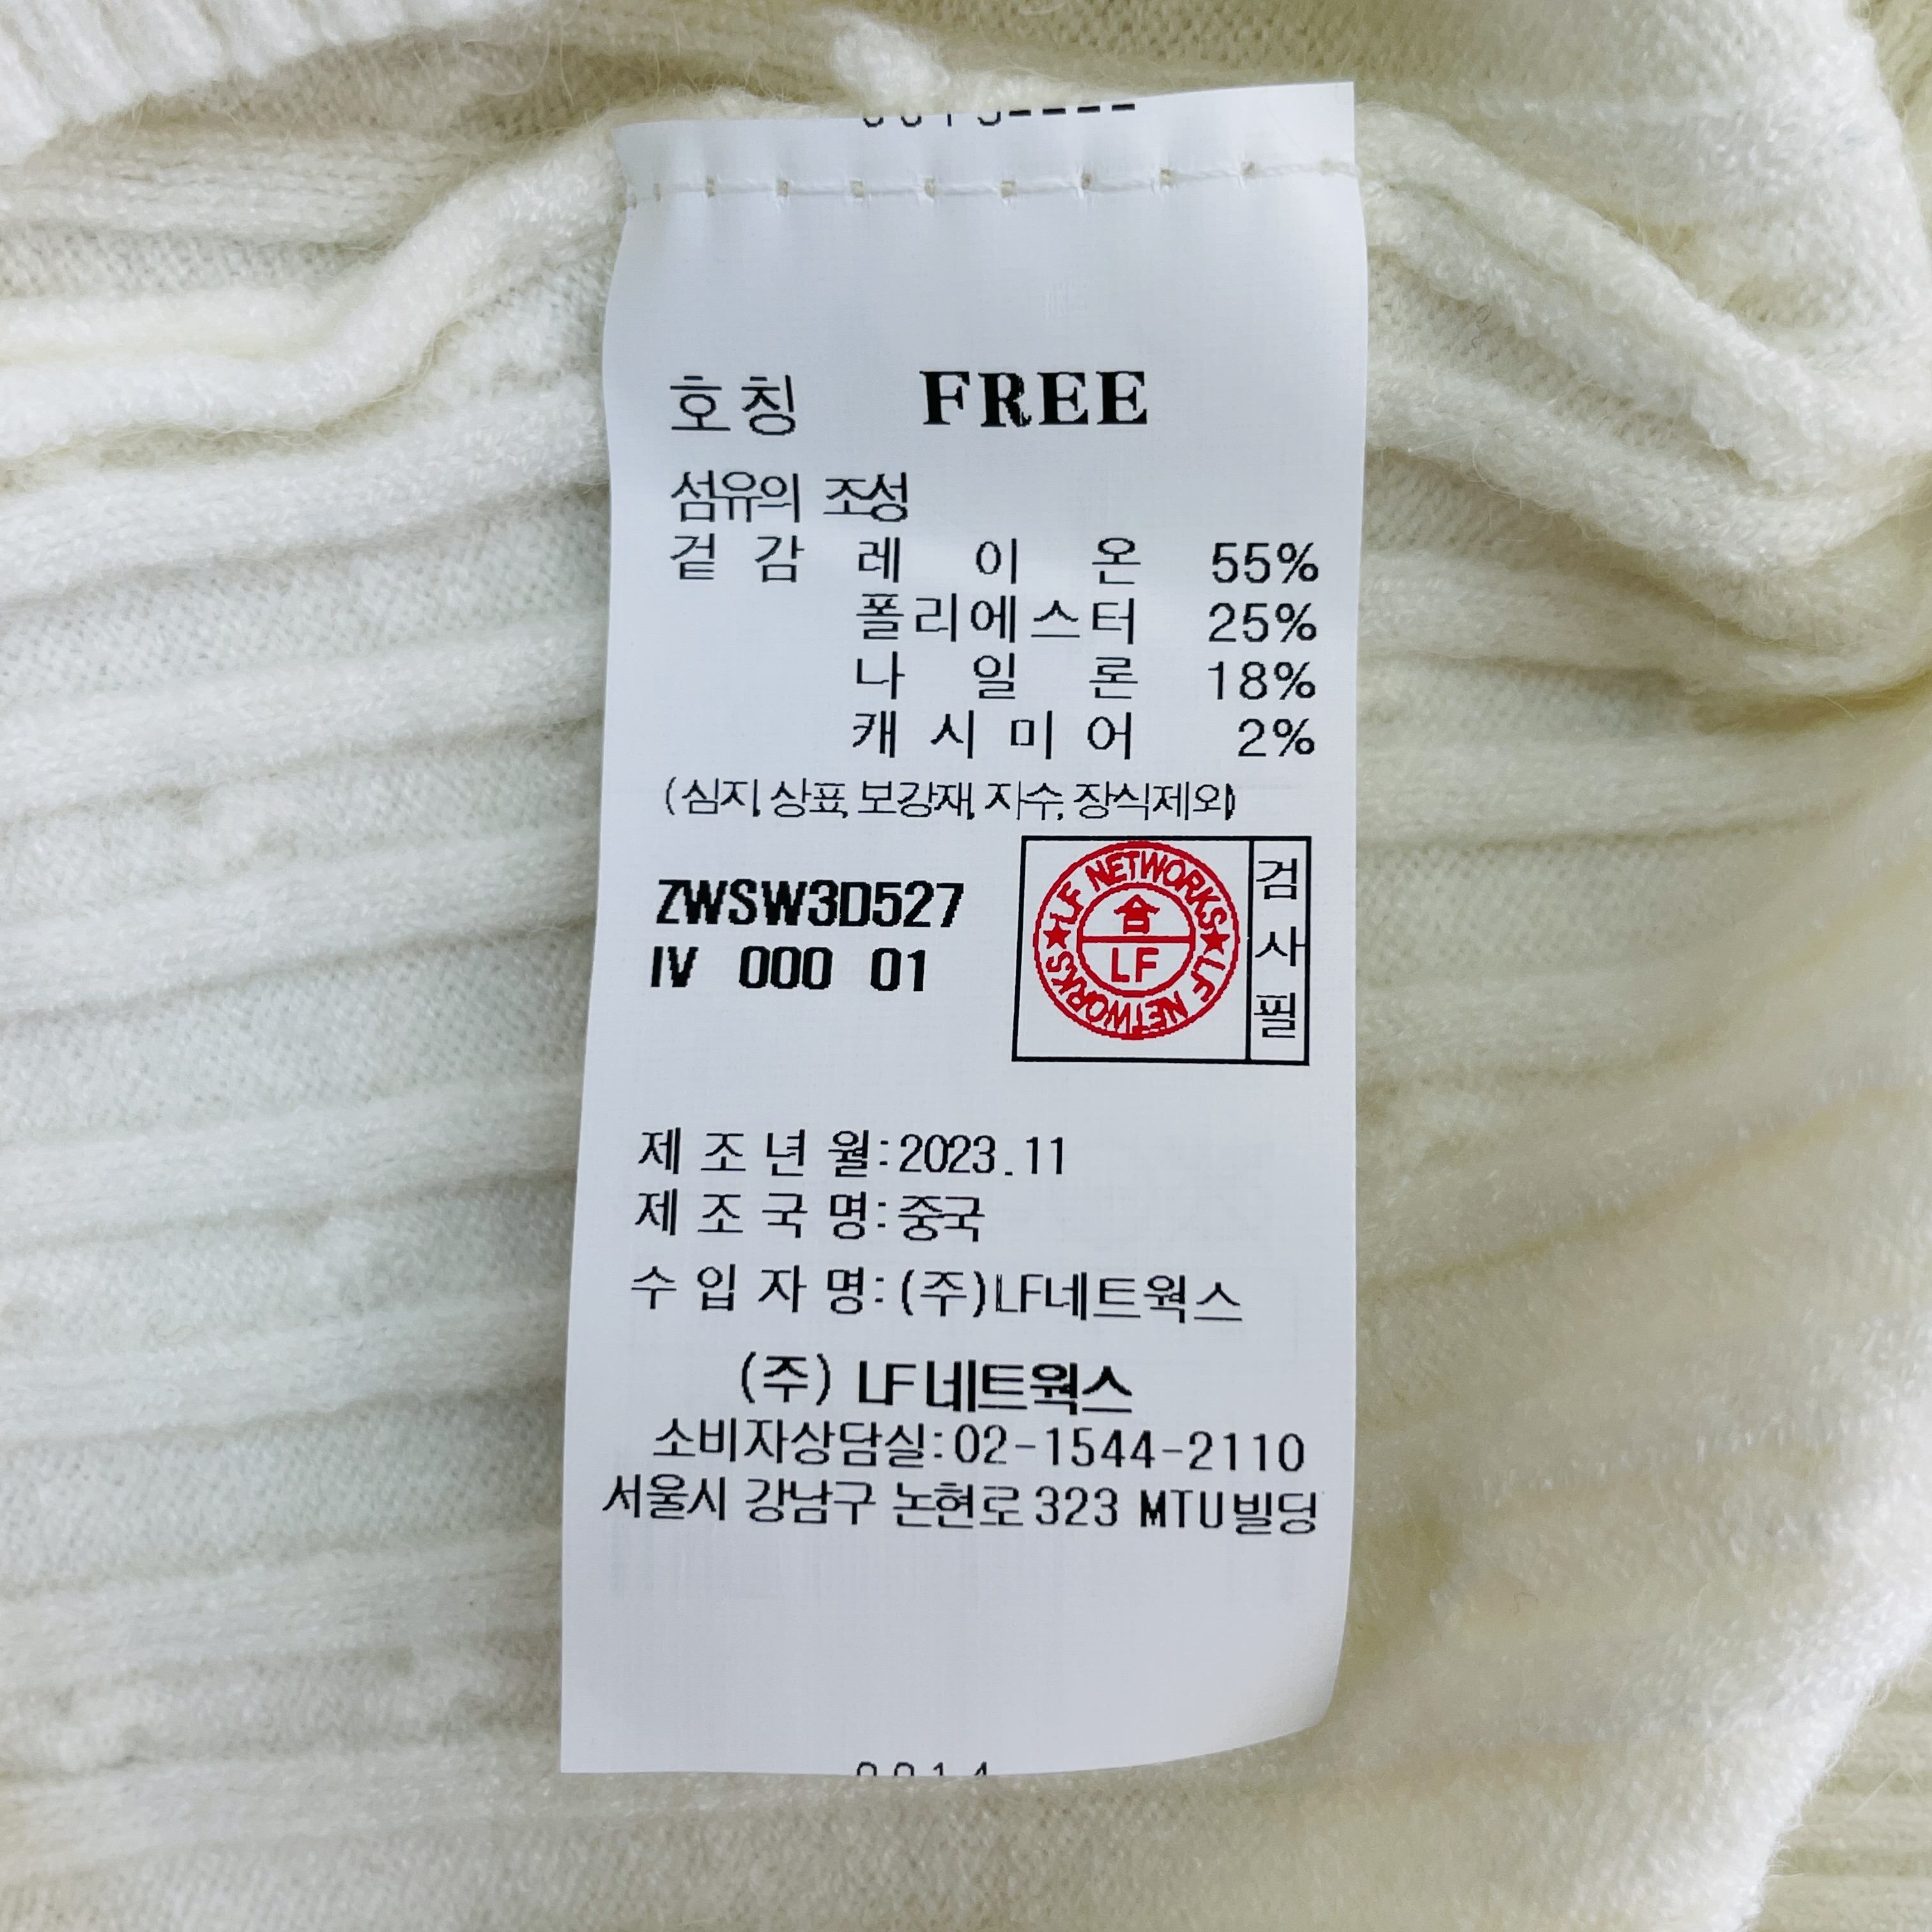 호칭 FREE
섬유의 조성
겉감 레이온 55%
폴리에스터 25%
나일론 18%
캐시미어 2%
(심지, 상표, 보강재, 자수, 장식제외)
ZWSW3D527
IV 000 01
LF NETWORKS ★ LF NETWORKS ★
合
LF
검사필
제조년월:2023.11
제조국명:중국
수입자명:(주)LF네트웍스
(주) LF네트웍스
소비자상담실:02-1544-2110
서울시 강남구 논현로323 MTU빌딩